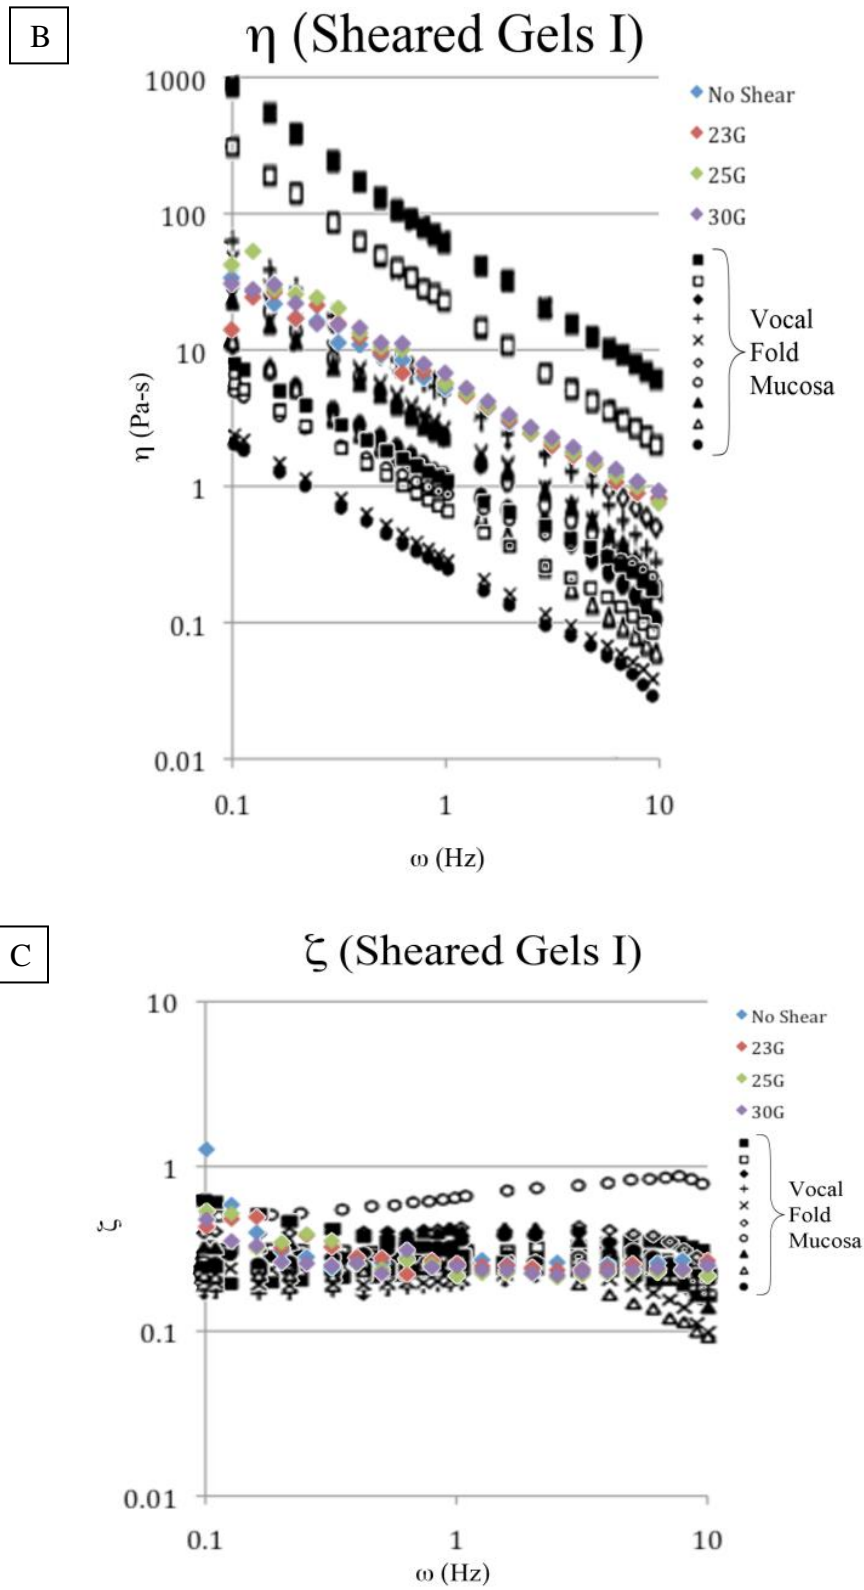 B
η (Sheared Gels I)
1000
100
10
1
0.1
0.01
η (Pa-s)
0.1
1
10
ω (Hz)
No Shear
23G
25G
30G
Vocal
Fold
Mucosa
C
ζ (Sheared Gels I)
10
1
0.1
0.01
ζ
0.1
1
10
ω (Hz)
No Shear
23G
25G
30G
Vocal
Fold
Mucosa